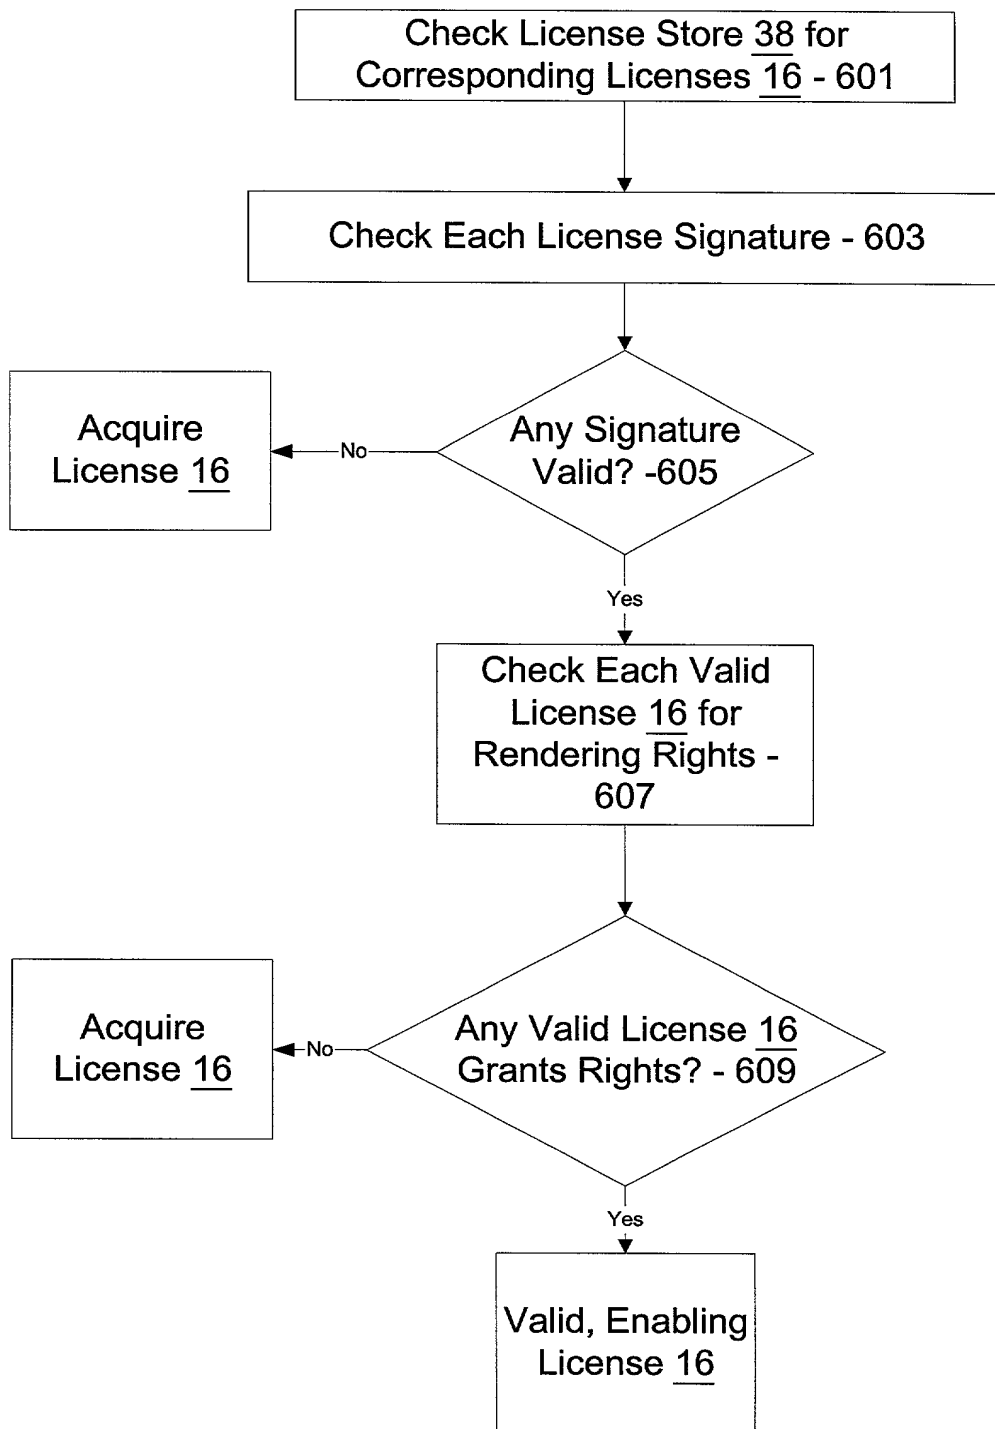 Check License Store 38 for
Corresponding Licenses 16 - 601
Check Each License Signature - 603
Any Signature
Valid? -605
No
Acquire
License 16
Yes
Check Each Valid
License 16 for
Rendering Rights -
607
Any Valid License 16
Grants Rights? - 609
No
Acquire
License 16
Yes
Valid, Enabling
License 16